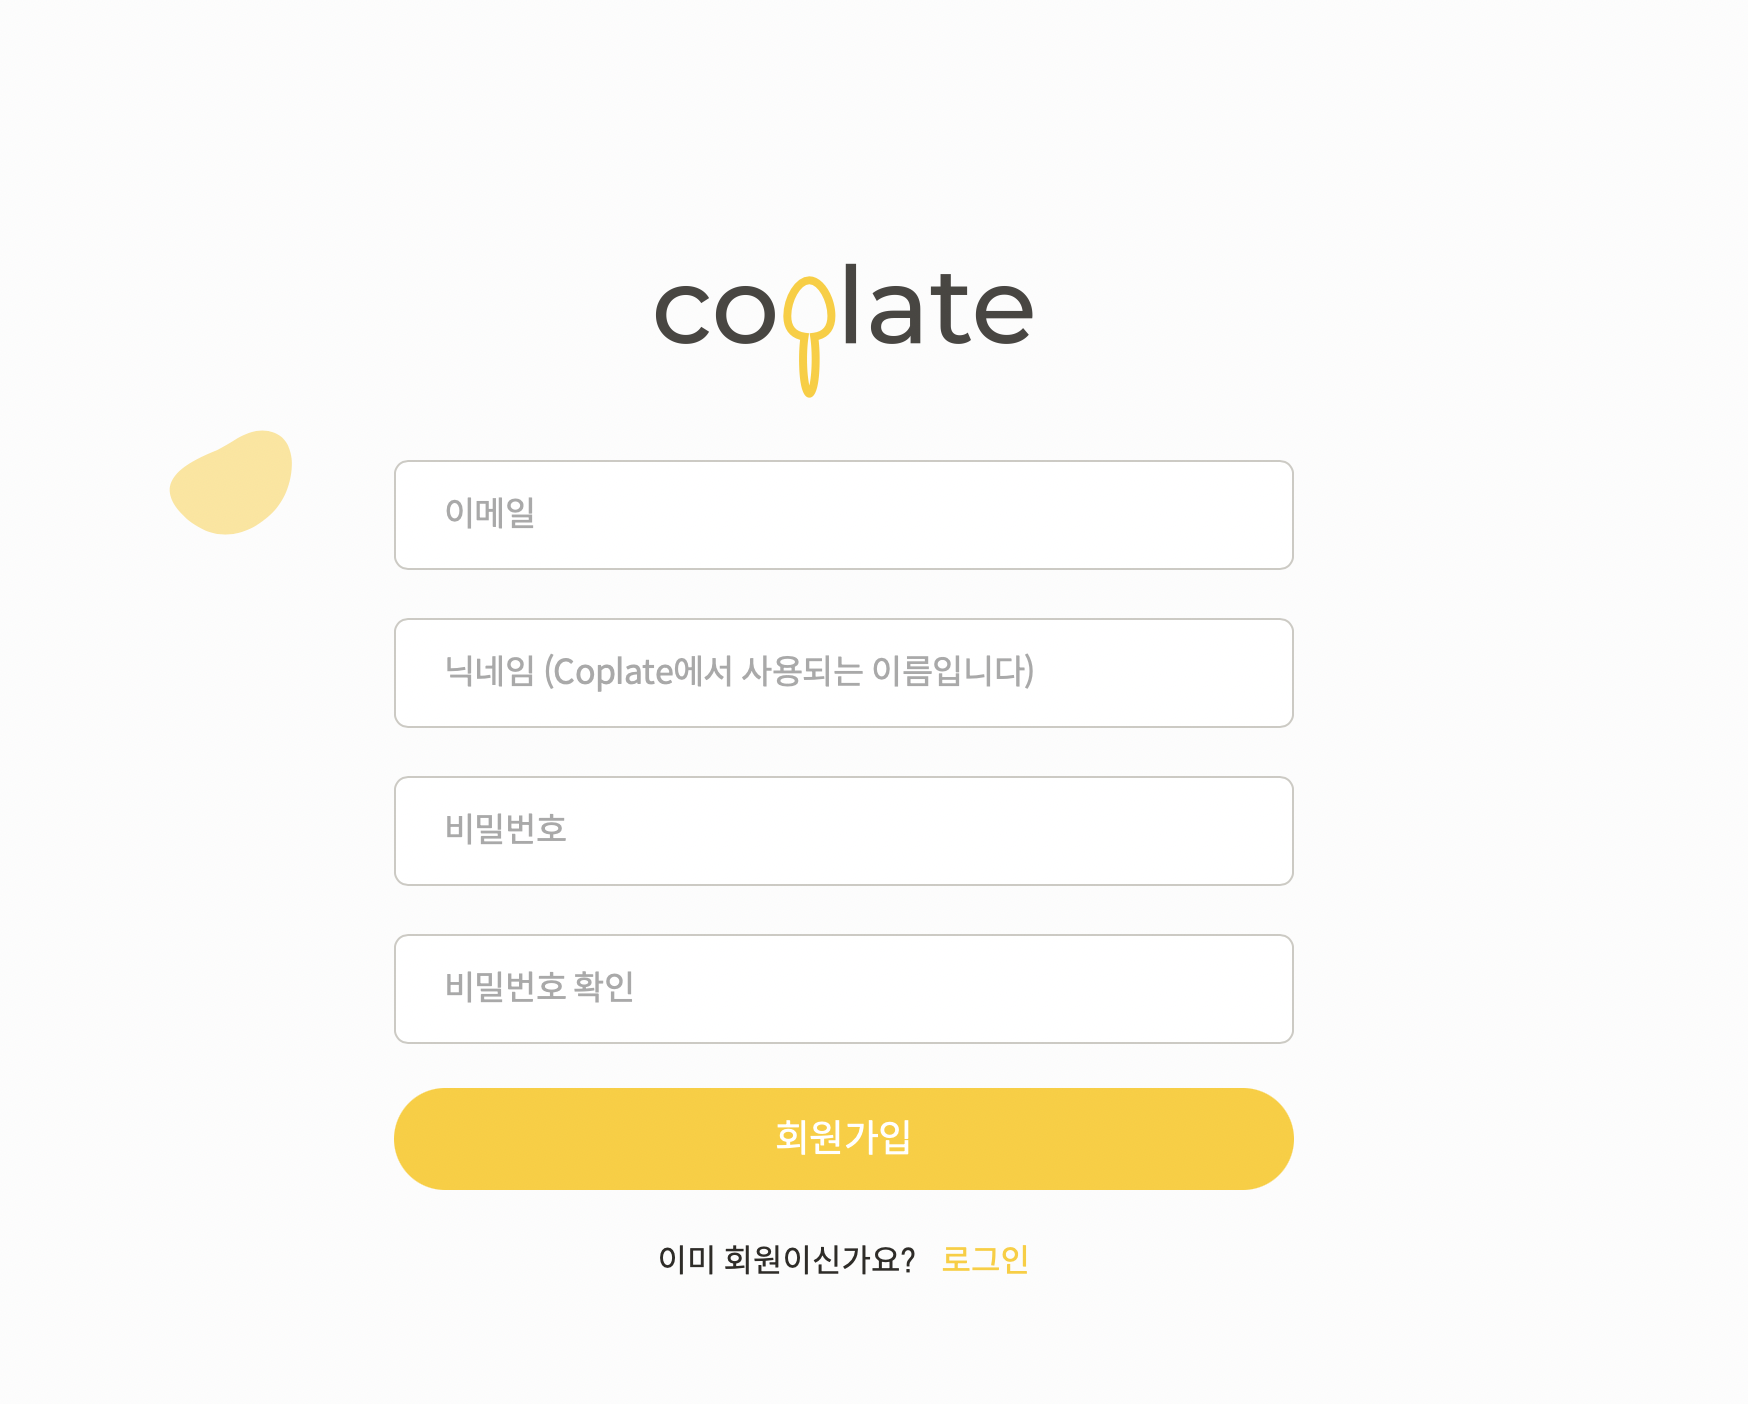 coplate
이메일
닉네임 (Coplate에서 사용되는 이름입니다)
비밀번호
비밀번호 확인
회원가입
이미 회원이신가요? 로그인